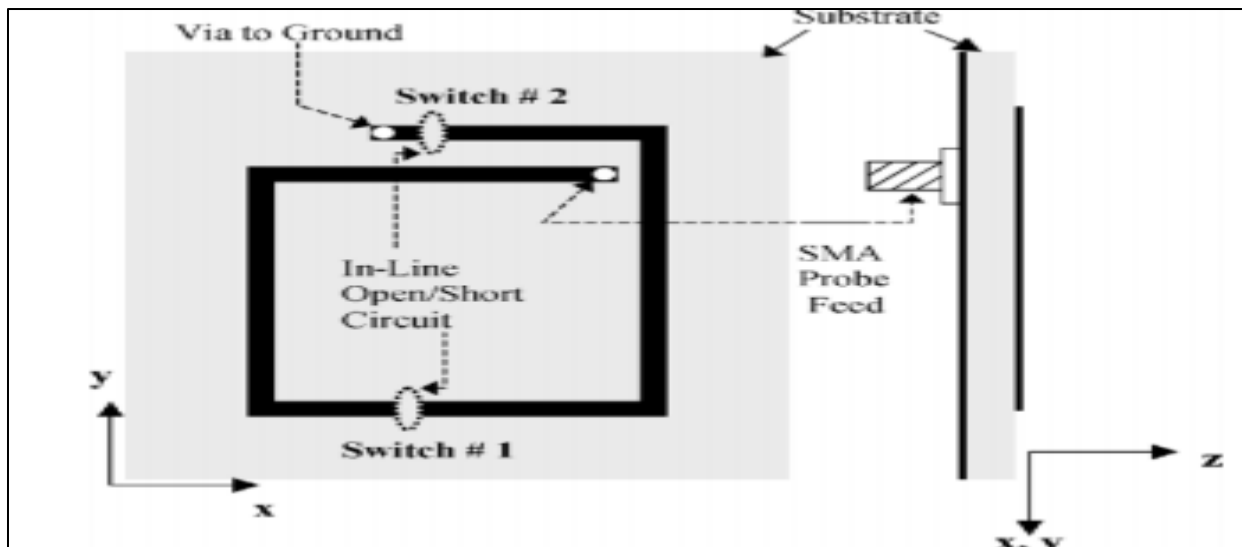 Substrate
Via to Ground
Switch # 2
In-Line
Open/Short
Circuit
SMA
Probe
Feed
y
Switch # 1
x
z
x, y